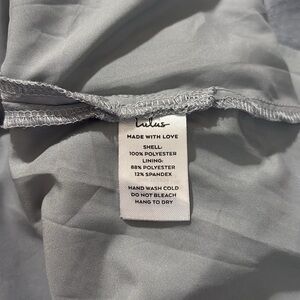 Lulus
MADE WITH LOVE
SHELL:
100% POLYESTER
LINING:
88% POLYESTER
12% SPANDEX
HAND WASH COLD
DO NOT BLEACH
HANG TO DRY